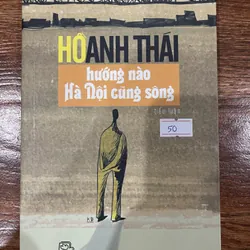 HỒ ANH THÁI
hướng nào
Hà Nội cũng sông
50